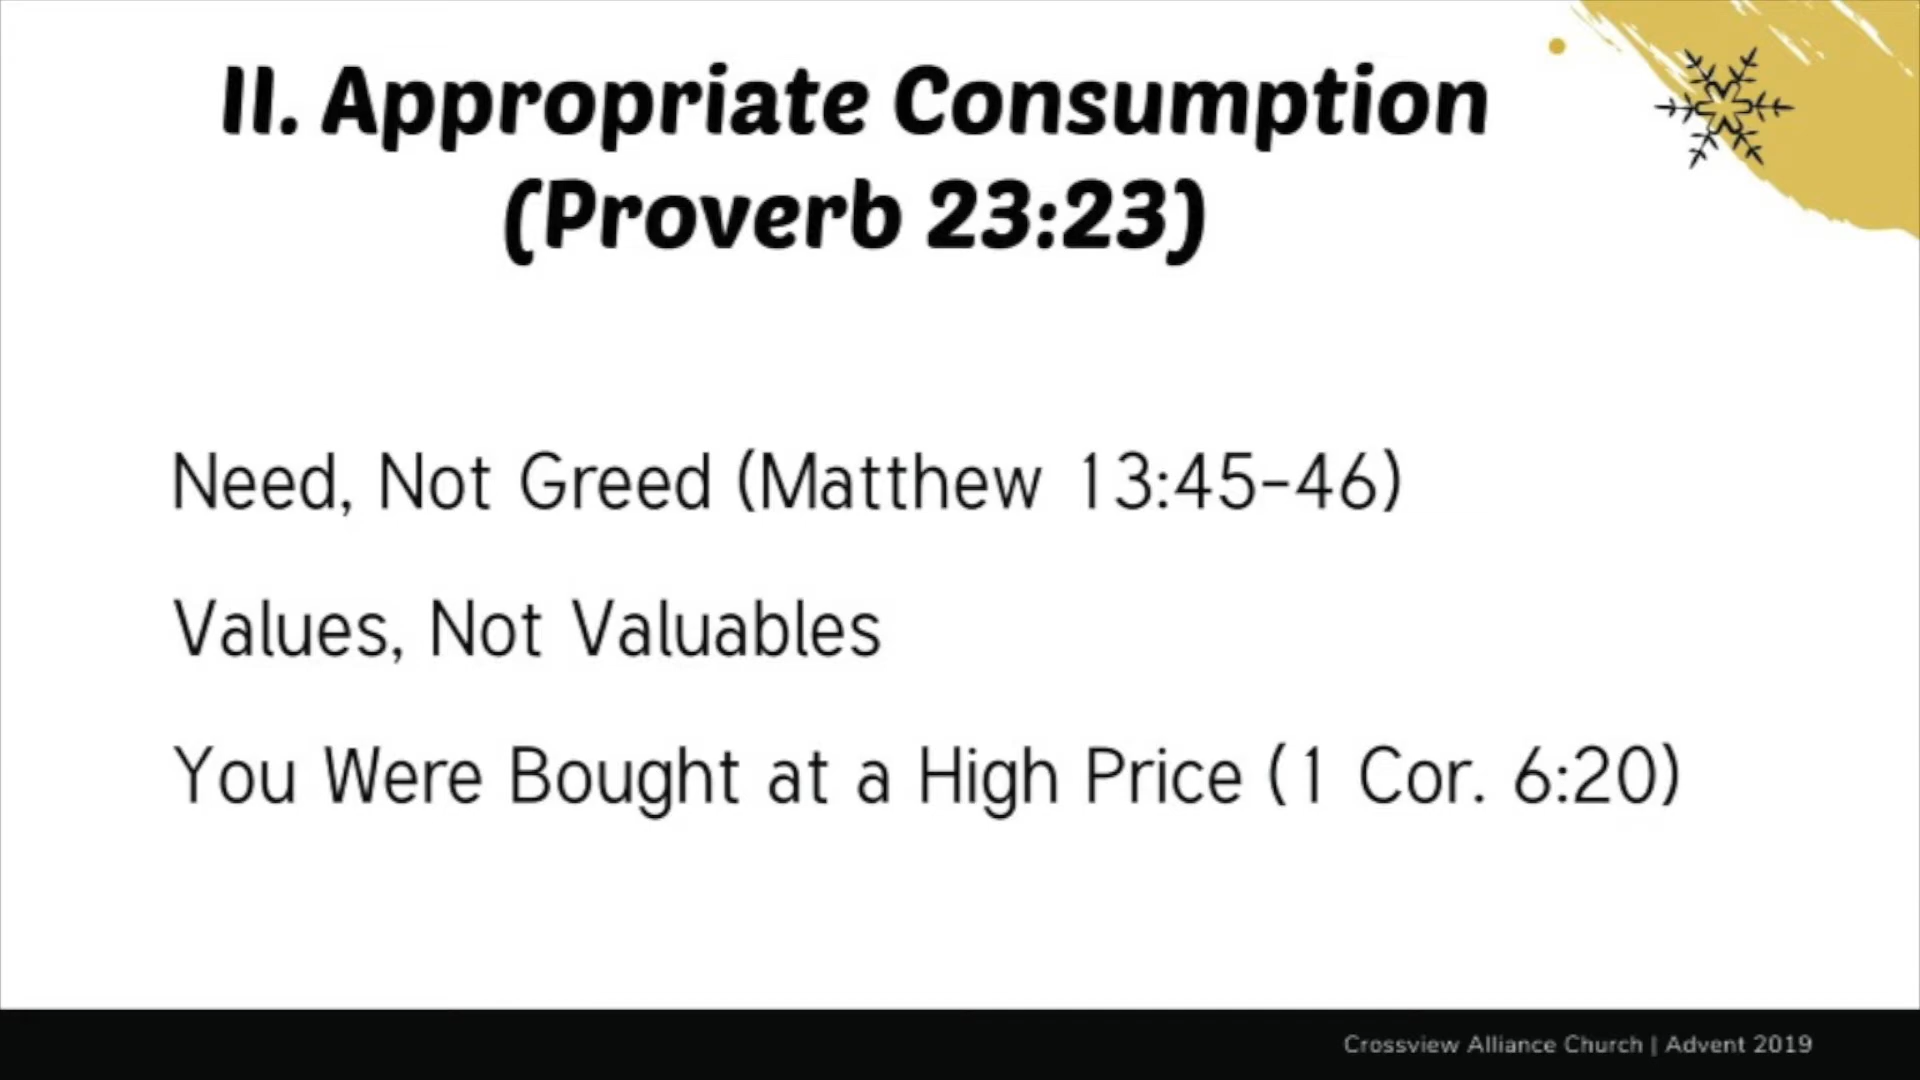 II. Appropriate Consumption
(Proverb 23:23)
Need, Not Greed (Matthew 13:45-46)
Values, Not Valuables
You Were Bought at a High Price (1 Cor. 6:20)
Crossview Alliance Church | Advent 2019